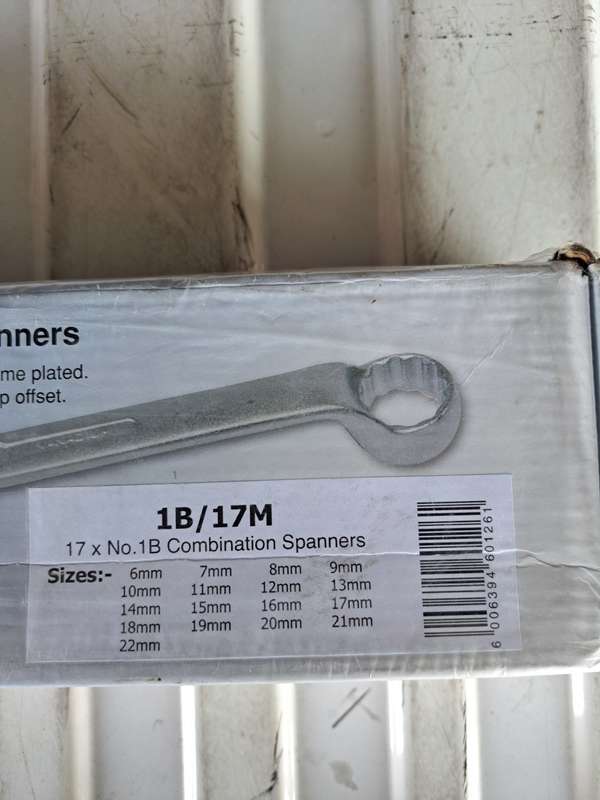 nners
me plated.
p offset.
1B/17M
17 x No.1B Combination Spanners
Sizes:- 6mm 7mm 8mm 9mm
10mm 11mm 12mm 13mm
14mm 15mm 16mm 17mm
18mm 19mm 20mm 21mm
22mm
6 006394 601261